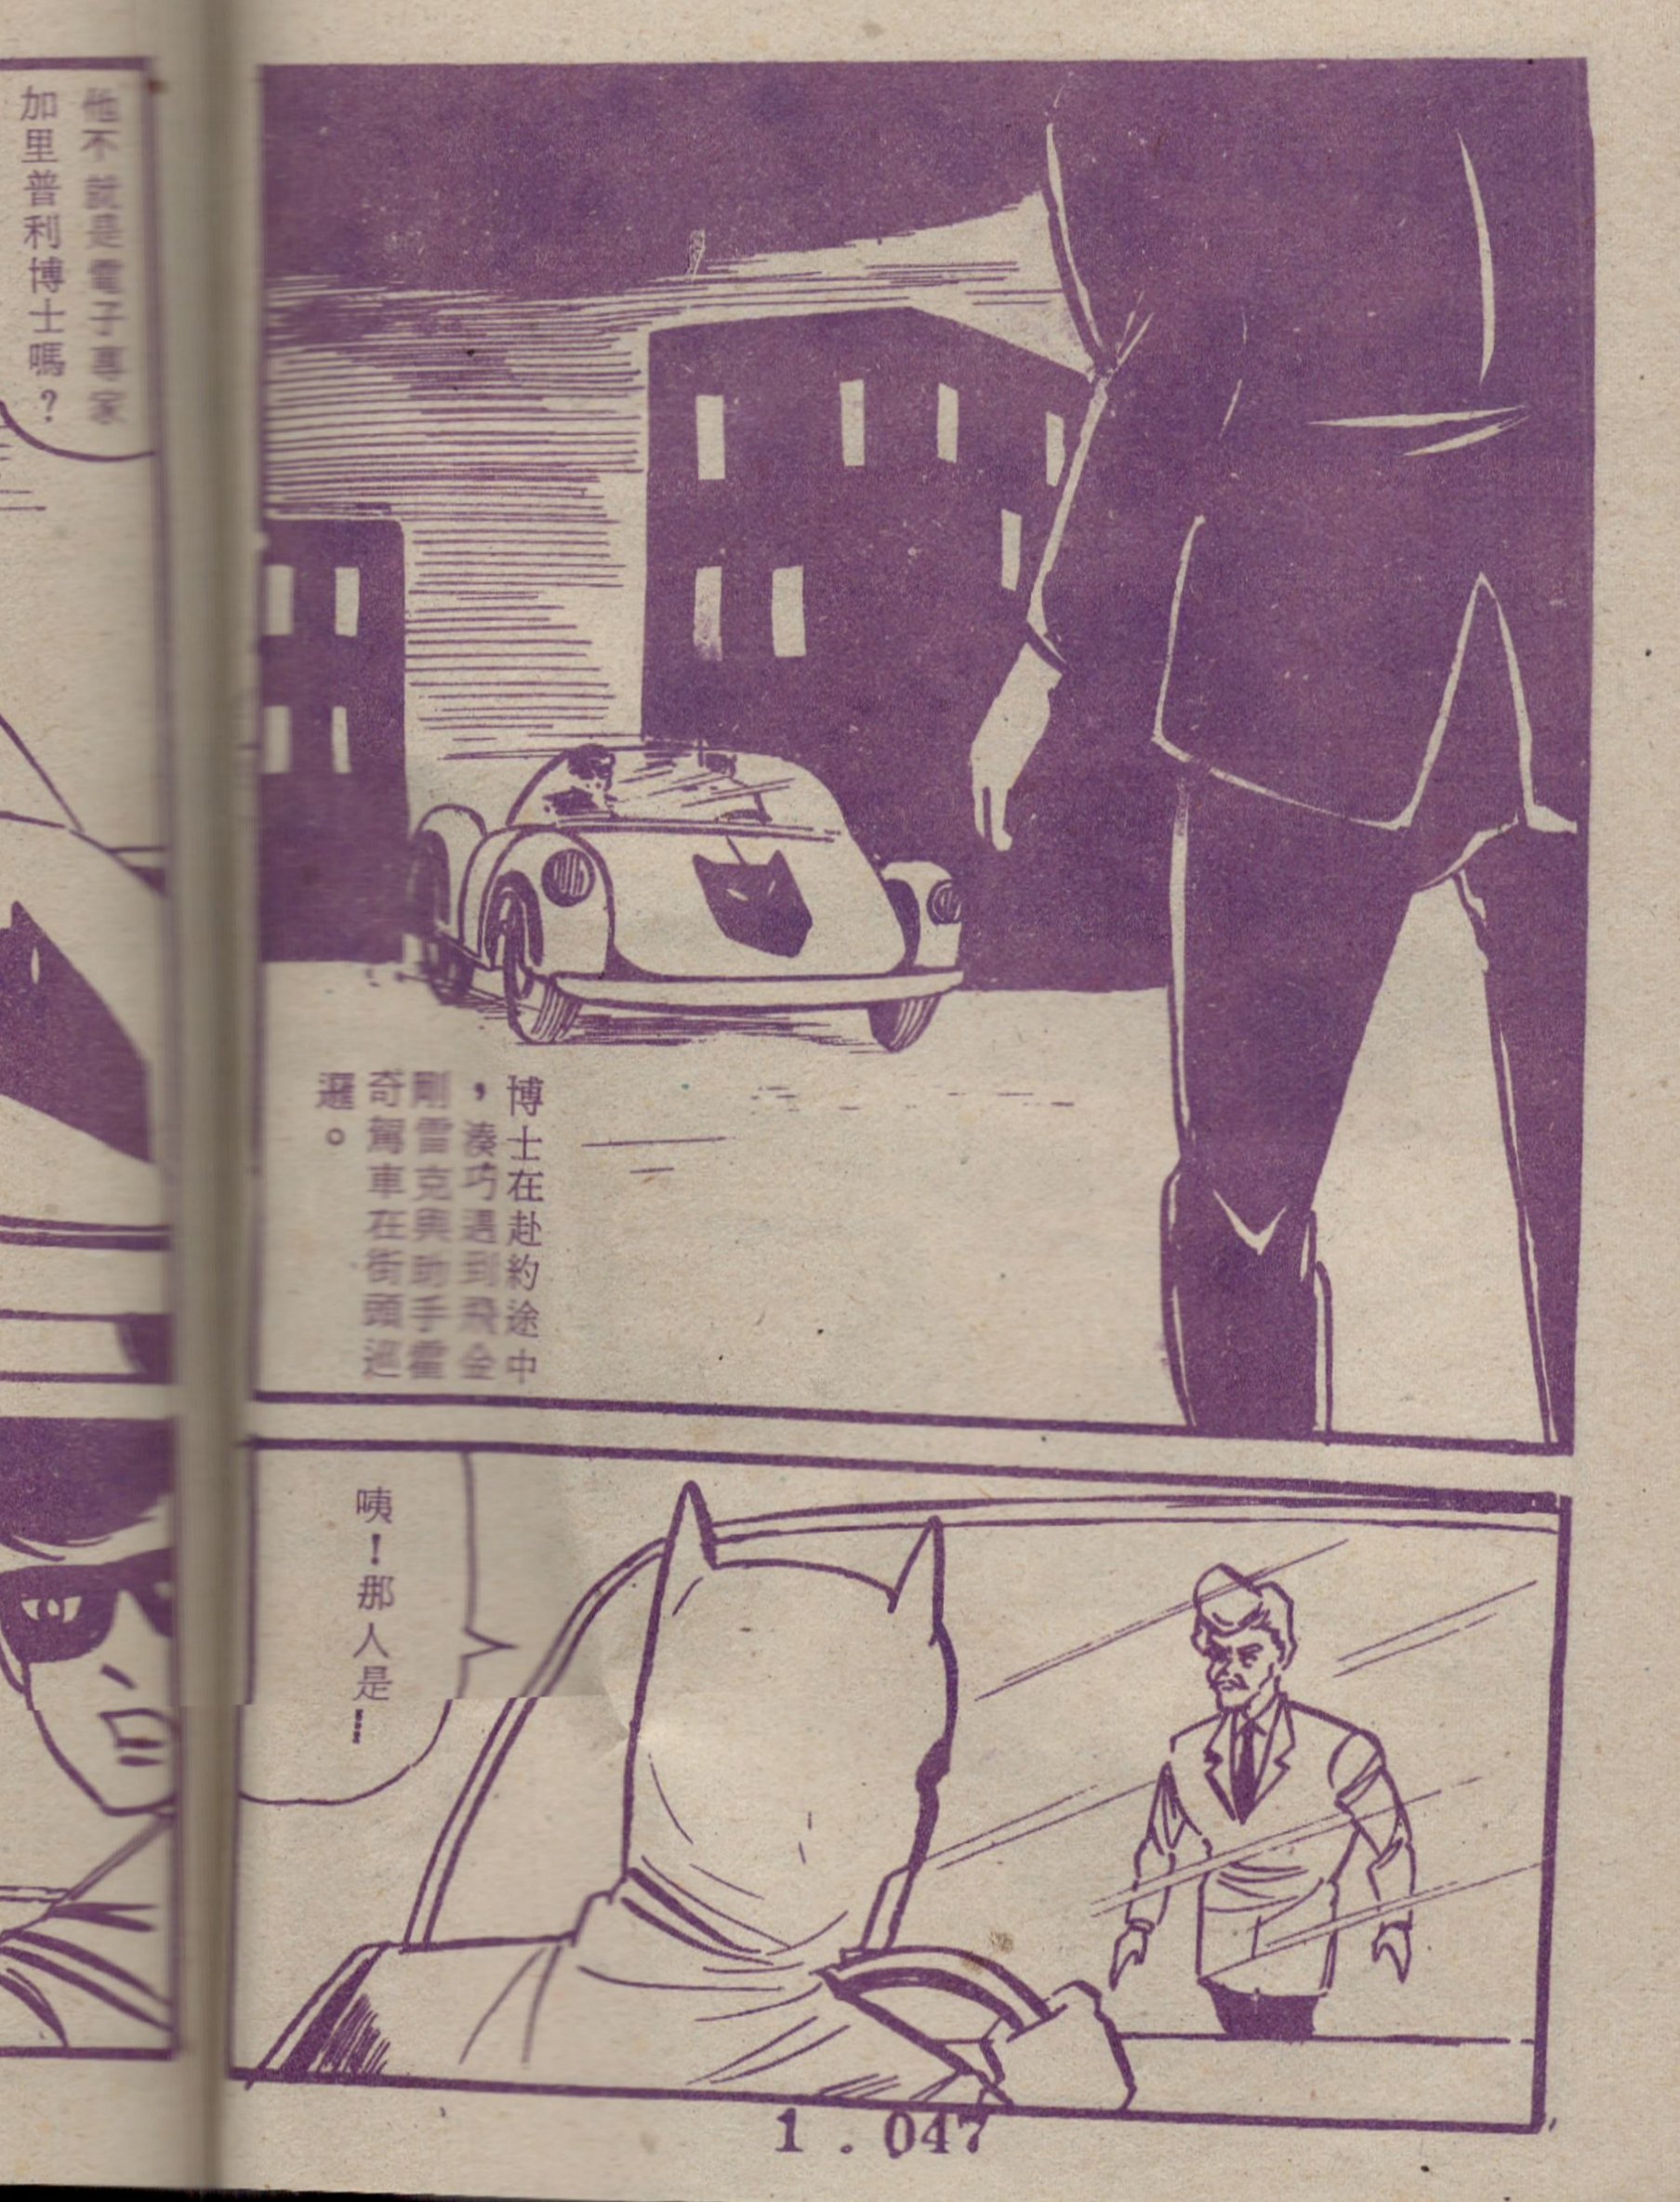 博士在赴約途中
，湊巧遇到飛金
剛雷克與助手霍
奇駕車在街頭巡
邏。
咦！那人是┅
他不就是電子專家
加里普利博士嗎？
1.047